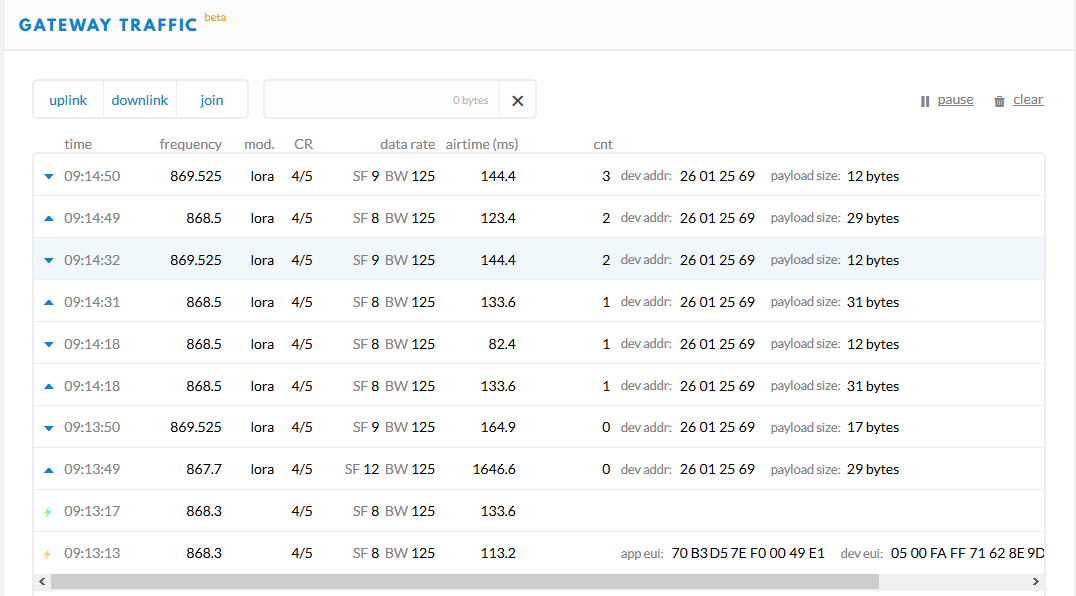 GATEWAY TRAFFIC beta
uplink downlink join 0 bytes pause clear
time frequency mod. CR data rate airtime (ms) cnt
09:14:50 869.525 lora 4/5 SF 9 BW 125 144.4 3 dev addr: 26 01 25 69 payload size: 12 bytes
09:14:49 868.5 lora 4/5 SF 8 BW 125 123.4 2 dev addr: 26 01 25 69 payload size: 29 bytes
09:14:32 869.525 lora 4/5 SF 9 BW 125 144.4 2 dev addr: 26 01 25 69 payload size: 12 bytes
09:14:31 868.5 lora 4/5 SF 8 BW 125 133.6 1 dev addr: 26 01 25 69 payload size: 31 bytes
09:14:18 868.5 lora 4/5 SF 8 BW 125 82.4 1 dev addr: 26 01 25 69 payload size: 12 bytes
09:14:18 868.5 lora 4/5 SF 8 BW 125 133.6 1 dev addr: 26 01 25 69 payload size: 31 bytes
09:13:50 869.525 lora 4/5 SF 9 BW 125 164.9 0 dev addr: 26 01 25 69 payload size: 17 bytes
09:13:49 867.7 lora 4/5 SF 12 BW 125 1646.6 0 dev addr: 26 01 25 69 payload size: 29 bytes
09:13:17 868.3 4/5 SF 8 BW 125 133.6
09:13:13 868.3 4/5 SF 8 BW 125 113.2 app eui: 70 B3 D5 7E F0 00 49 E1 dev eui: 05 00 FA FF 71 62 8E 9D